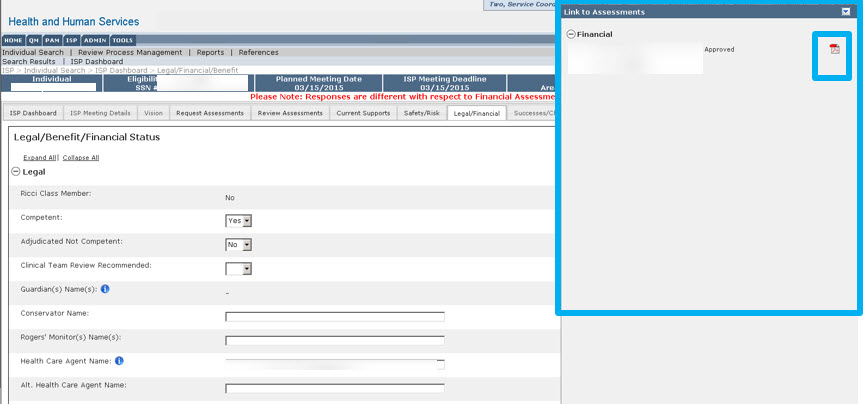 Two, Service Coor
Health and Human Services
HOME QM PAM ISP ADMIN TOOLS
Individual Search | Review Process Management | Reports | References
Search Results | ISP Dashboard
ISP > Individual Search > ISP Dashboard > Legal/Financial/Benefit
Individual Eligibili Planned Meeting Date ISP Meeting Deadline
SSN # 03/15/2015 03/15/2015 Area
Please Note: Responses are different with respect to Financial Assessme
ISP Dashboard ISP Meeting Details Vision Request Assessments Review Assessments Current Supports Safety/Risk Legal/Financial Successes/Ch
Legal/Benefit/Financial Status
Expand All | Collapse All
Legal
Ricci Class Member: No
Competent: Yes
Adjudicated Not Competent: No
Clinical Team Review Recommended:
Guardian(s) Name(s): -
Conservator Name:
Rogers' Monitor(s) Name(s):
Health Care Agent Name:
Alt. Health Care Agent Name:
Link to Assessments
Financial
Approved